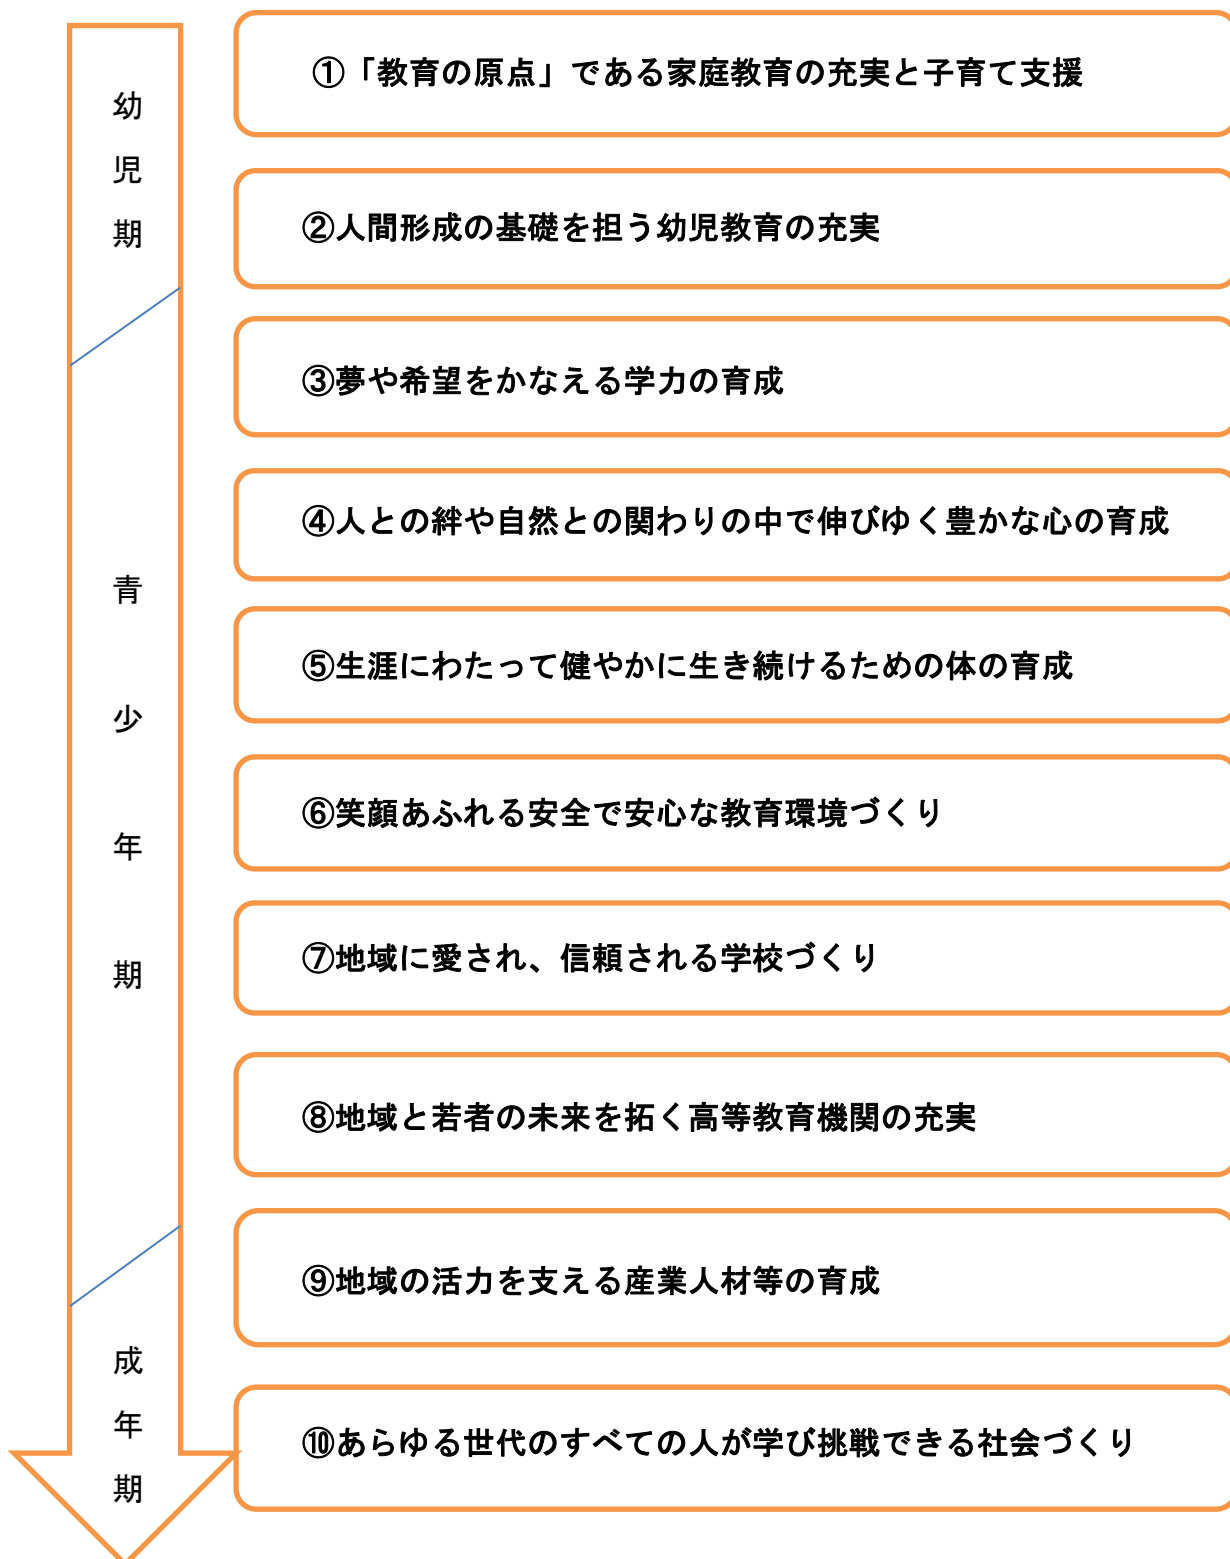 幼児期
①「教育の原点」である家庭教育の充実と子育て支援
②人間形成の基礎を担う幼児教育の充実
青少年期
③夢や希望をかなえる学力の育成
④人との絆や自然との関わりの中で伸びゆく豊かな心の育成
⑤生涯にわたって健やかに生き続けるための体の育成
⑥笑顔あふれる安全で安心な教育環境づくり
⑦地域に愛され、信頼される学校づくり
⑧地域と若者の未来を拓く高等教育機関の充実
成年期
⑨地域の活力を支える産業人材等の育成
⑩あらゆる世代のすべての人が学び挑戦できる社会づくり